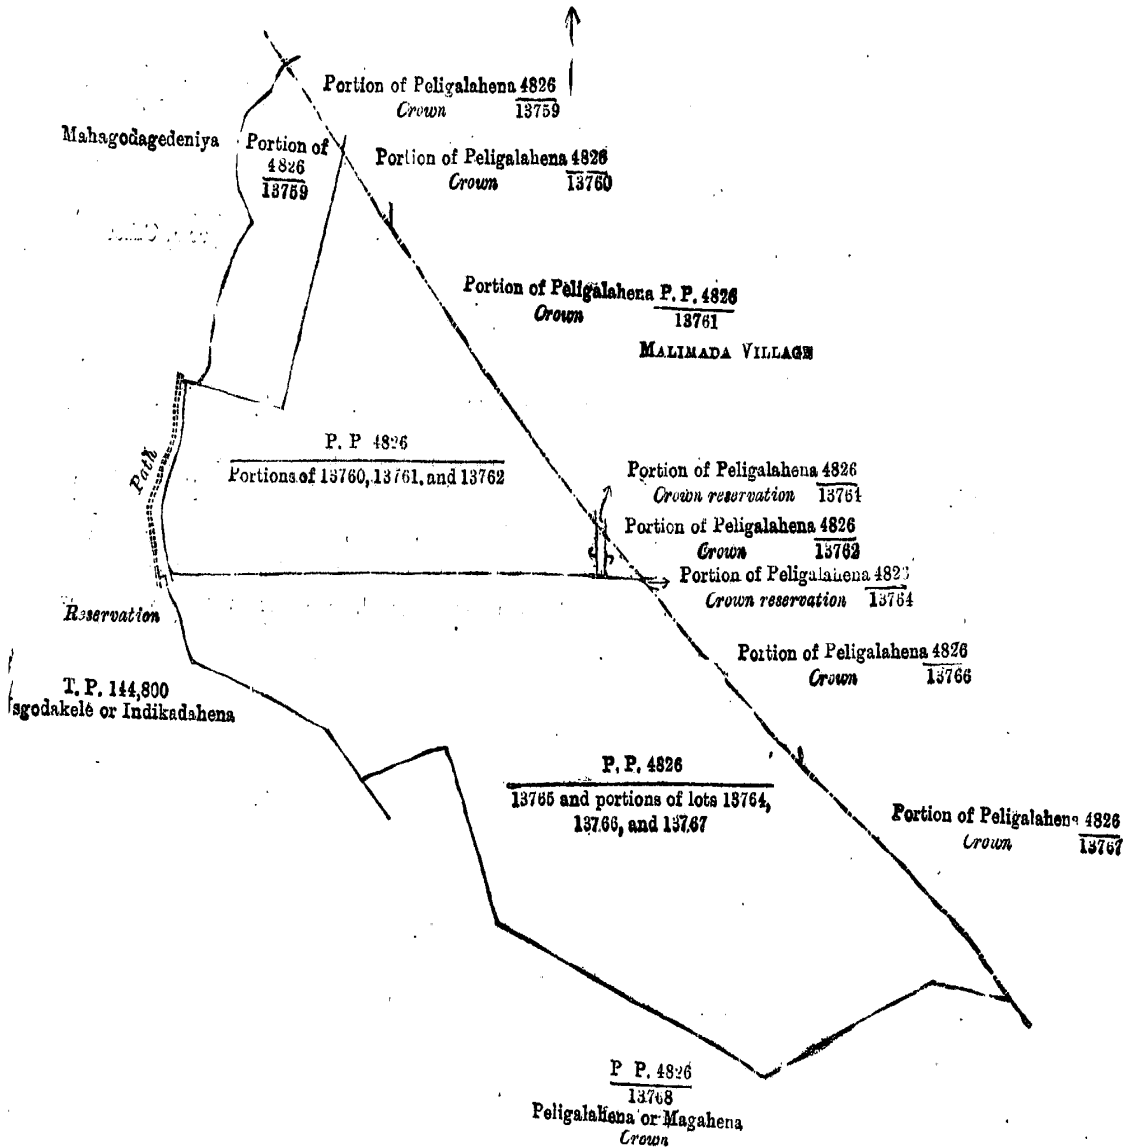 Portion of Peligalahena 4826
Crown 13759
Mahagodagedeniya
Portion of
4826
13759
Portion of Peligalahena 4826
Crown 13760
Portion of Peligalahena P. P. 4826
Crown 13761
MALIMADA VILLAGE
P. P 4826
Portions of 13760, 13761, and 13762
Path
Portion of Peligalahena 4826
Crown reservation 13764
Portion of Peligalahena 4826
Crown 13762
Portion of Peligalahena 4826
Crown reservation 13764
Reservation
Portion of Peligalahena 4826
Crown 13766
T. P. 144,800
sgodakele or Indikadahena
P. P. 4826
13765 and portions of lots 13764,
13766, and 13767
Portion of Peligalahena 4826
Crown 13767
P P. 4826
13768
Peligalahena or Magahena
Crown